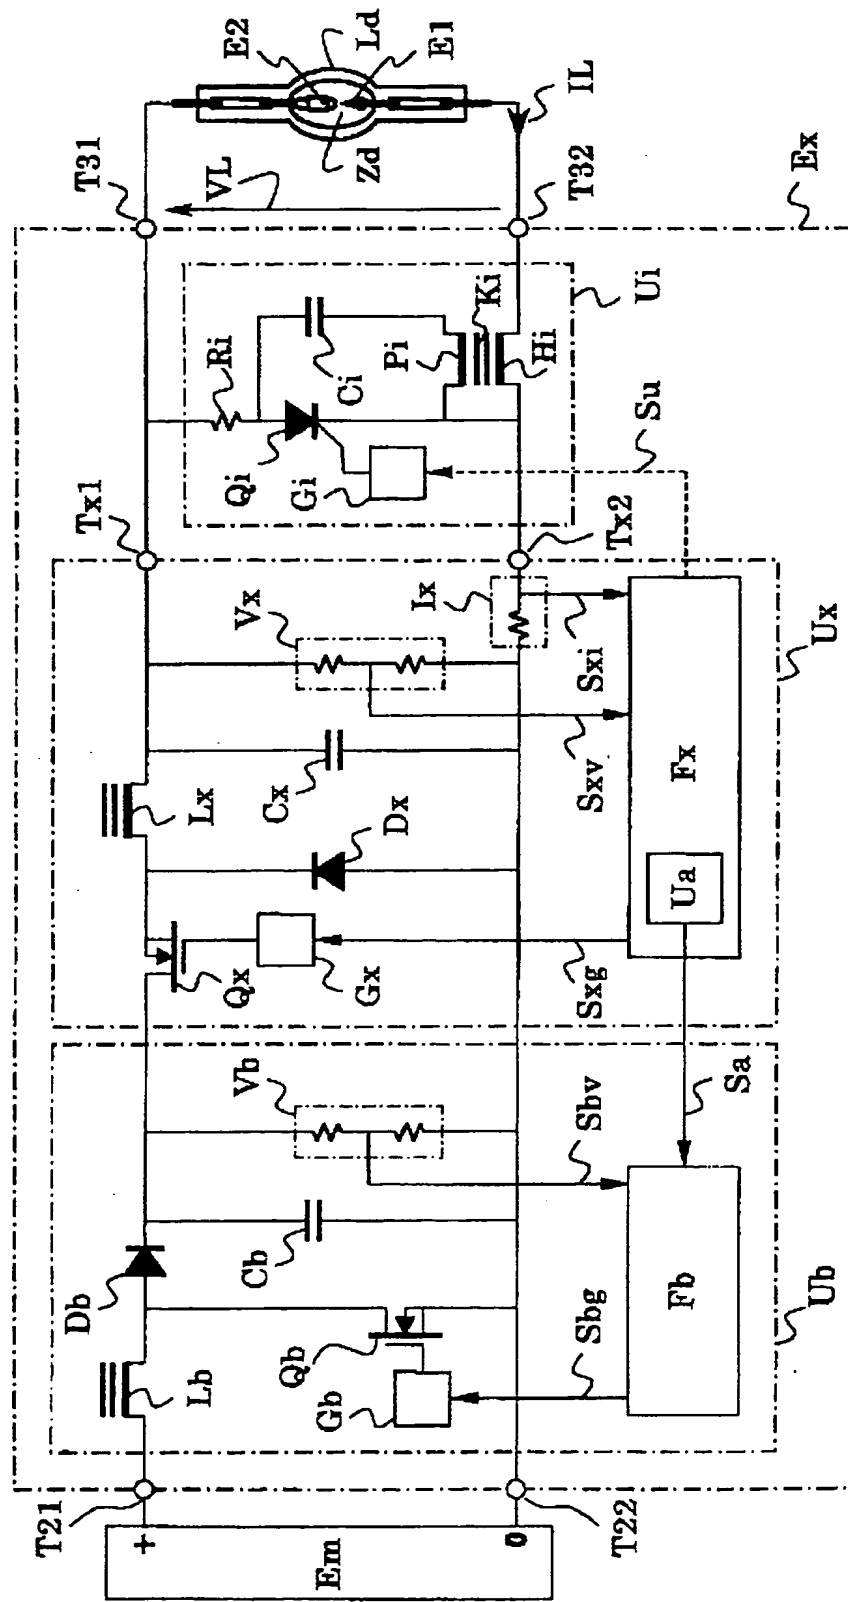 E2
Ld
E1
Zd
IL
T31
VL
T32
Ex
Ri
Ci
Pi
Ki
Hi
Ui
Qi
Gi
Su
Tx1
Tx2
Vx
Ix
Sxi
Sxv
Ux
Lx
Cx
Dx
Fx
Ua
Qx
Gx
Sxg
Vb
Sbv
Sa
Db
Cb
Lb
Qb
Gb
Sbg
Fb
Ub
T21
T22
+
Em
0